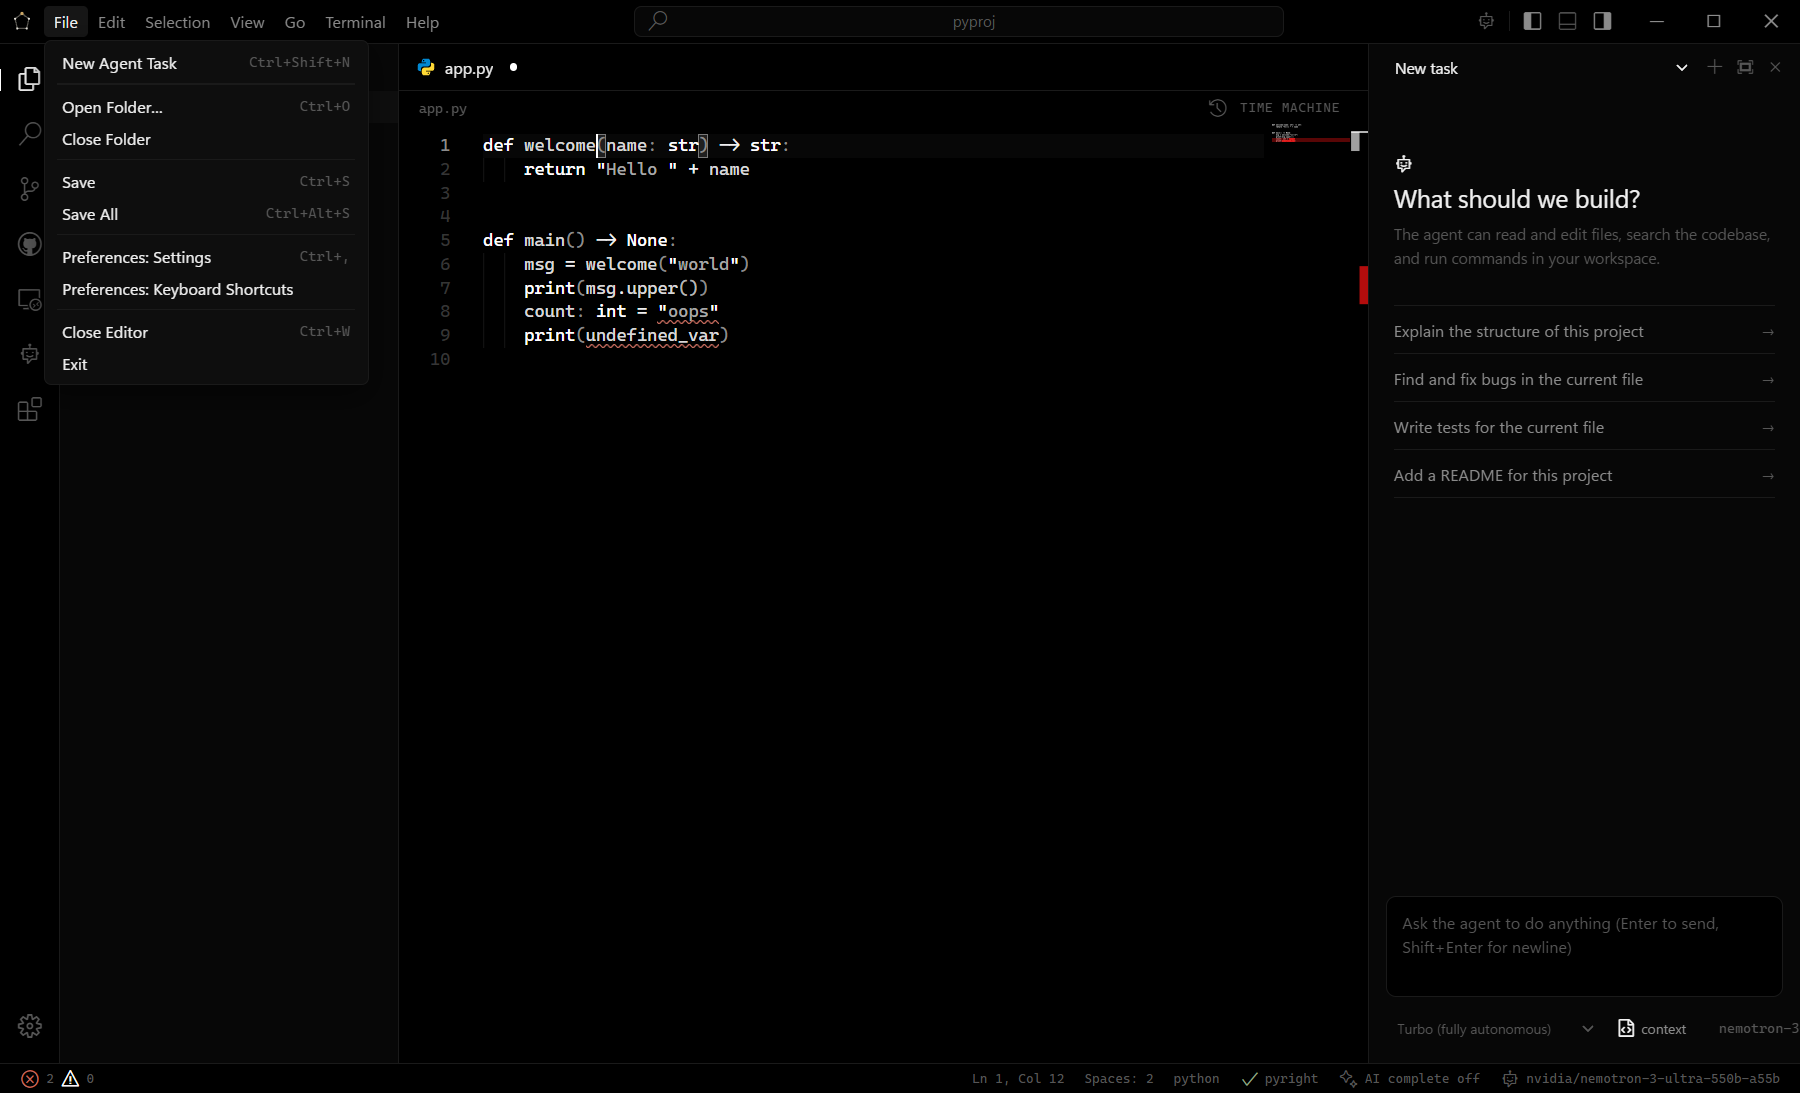 File Edit Selection View Go Terminal Help
pyproj
New Agent Task Ctrl+Shift+N
Open Folder... Ctrl+O
Close Folder
Save Ctrl+S
Save All Ctrl+Alt+S
Preferences: Settings Ctrl+,
Preferences: Keyboard Shortcuts
Close Editor Ctrl+W
Exit
app.py
app.py
TIME MACHINE
1 def welcome(name: str) -> str:
2 return "Hello " + name
3
4
5 def main() -> None:
6 msg = welcome("world")
7 print(msg.upper())
8 count: int = "oops"
9 print(undefined_var)
10
New task
What should we build?
The agent can read and edit files, search the codebase,
and run commands in your workspace.
Explain the structure of this project →
Find and fix bugs in the current file →
Write tests for the current file →
Add a README for this project →
Ask the agent to do anything (Enter to send,
Shift+Enter for newline)
Turbo (fully autonomous) context nemotron-3
2 0 Ln 1, Col 12 Spaces: 2 python pyright AI complete off nvidia/nemotron-3-ultra-550b-a55b